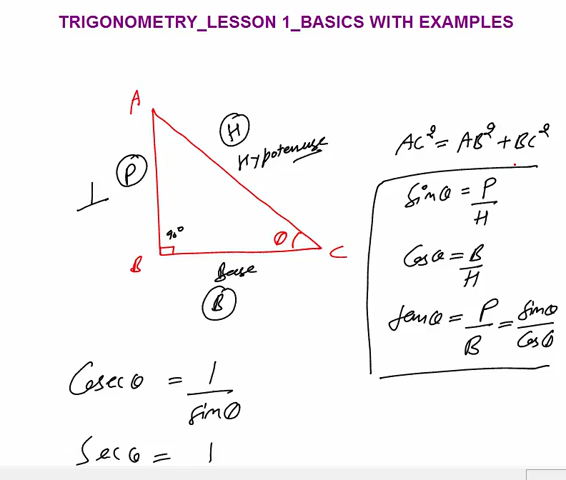 TRIGONOMETRY_LESSON 1_BASICS WITH EXAMPLES
A
H
Hypotenuse
AC² = AB² + BC²
P
⊥
Sinθ = P/H
90°
θ
B
C
Cosθ = B/H
Base
B
tanθ = P/B = Sinθ/Cosθ
Cosecθ = 1/Sinθ
Secθ = 1